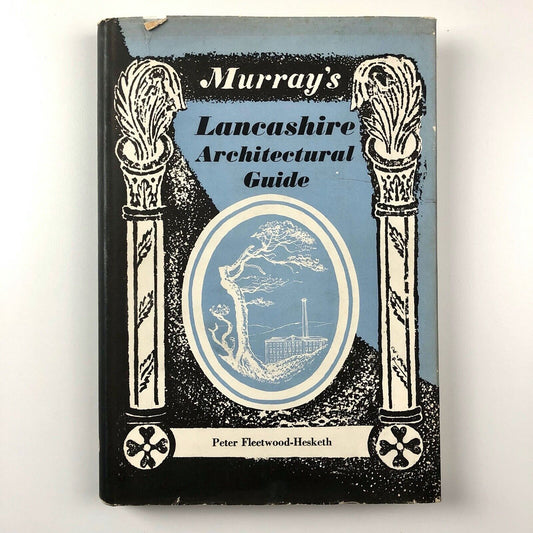 Murray's
Lancashire
Architectural
Guide
Peter Fleetwood-Hesketh